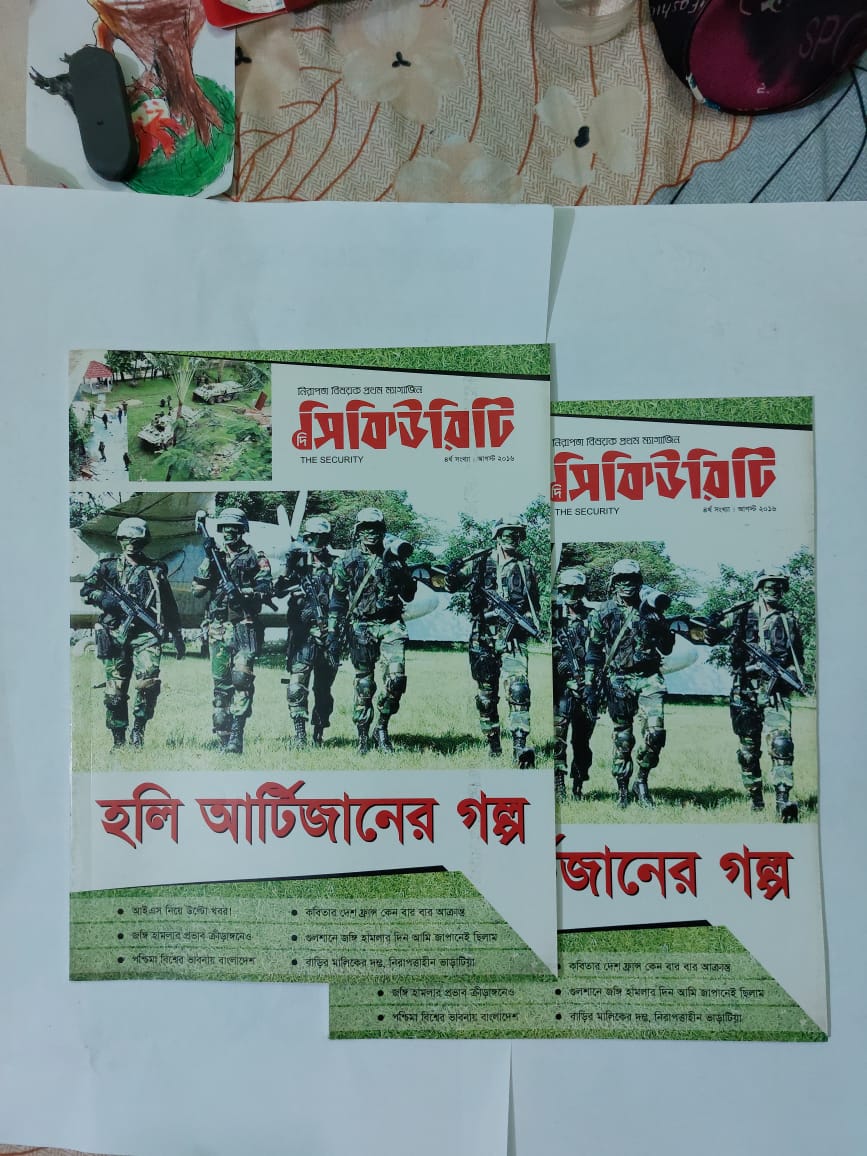 নিরাপত্তা বিষয়ক প্রথম ম্যাগাজিন
দি সিকিউরিটি
THE SECURITY
৪র্থ সংখ্যা : আগস্ট ২০১৬
হলি আর্টিজানের গল্প
• আইএস নিয়ে উল্টো খবর!
• জঙ্গি হামলার প্রভাব ক্রীড়াঙ্গনেও
• পশ্চিমা বিশ্বের ভাবনায় বাংলাদেশ
• কবিতার দেশ ফ্রান্স কেন বার বার আক্রান্ত
• গুলশানে জঙ্গি হামলার দিন আমি জাপানেই ছিলাম
• বাড়ির মালিকের দম্ভ, নিরাপত্তাহীন ভাড়াটিয়া
নিরাপত্তা বিষয়ক প্রথম ম্যাগাজিন
দি সিকিউরিটি
THE SECURITY
৪র্থ সংখ্যা : আগস্ট ২০১৬
র্টিজানের গল্প
• জঙ্গি হামলার প্রভাব ক্রীড়াঙ্গনেও
• পশ্চিমা বিশ্বের ভাবনায় বাংলাদেশ
• কবিতার দেশ ফ্রান্স কেন বার বার আক্রান্ত
• গুলশানে জঙ্গি হামলার দিন আমি জাপানেই ছিলাম
• বাড়ির মালিকের দম্ভ, নিরাপত্তাহীন ভাড়াটিয়া